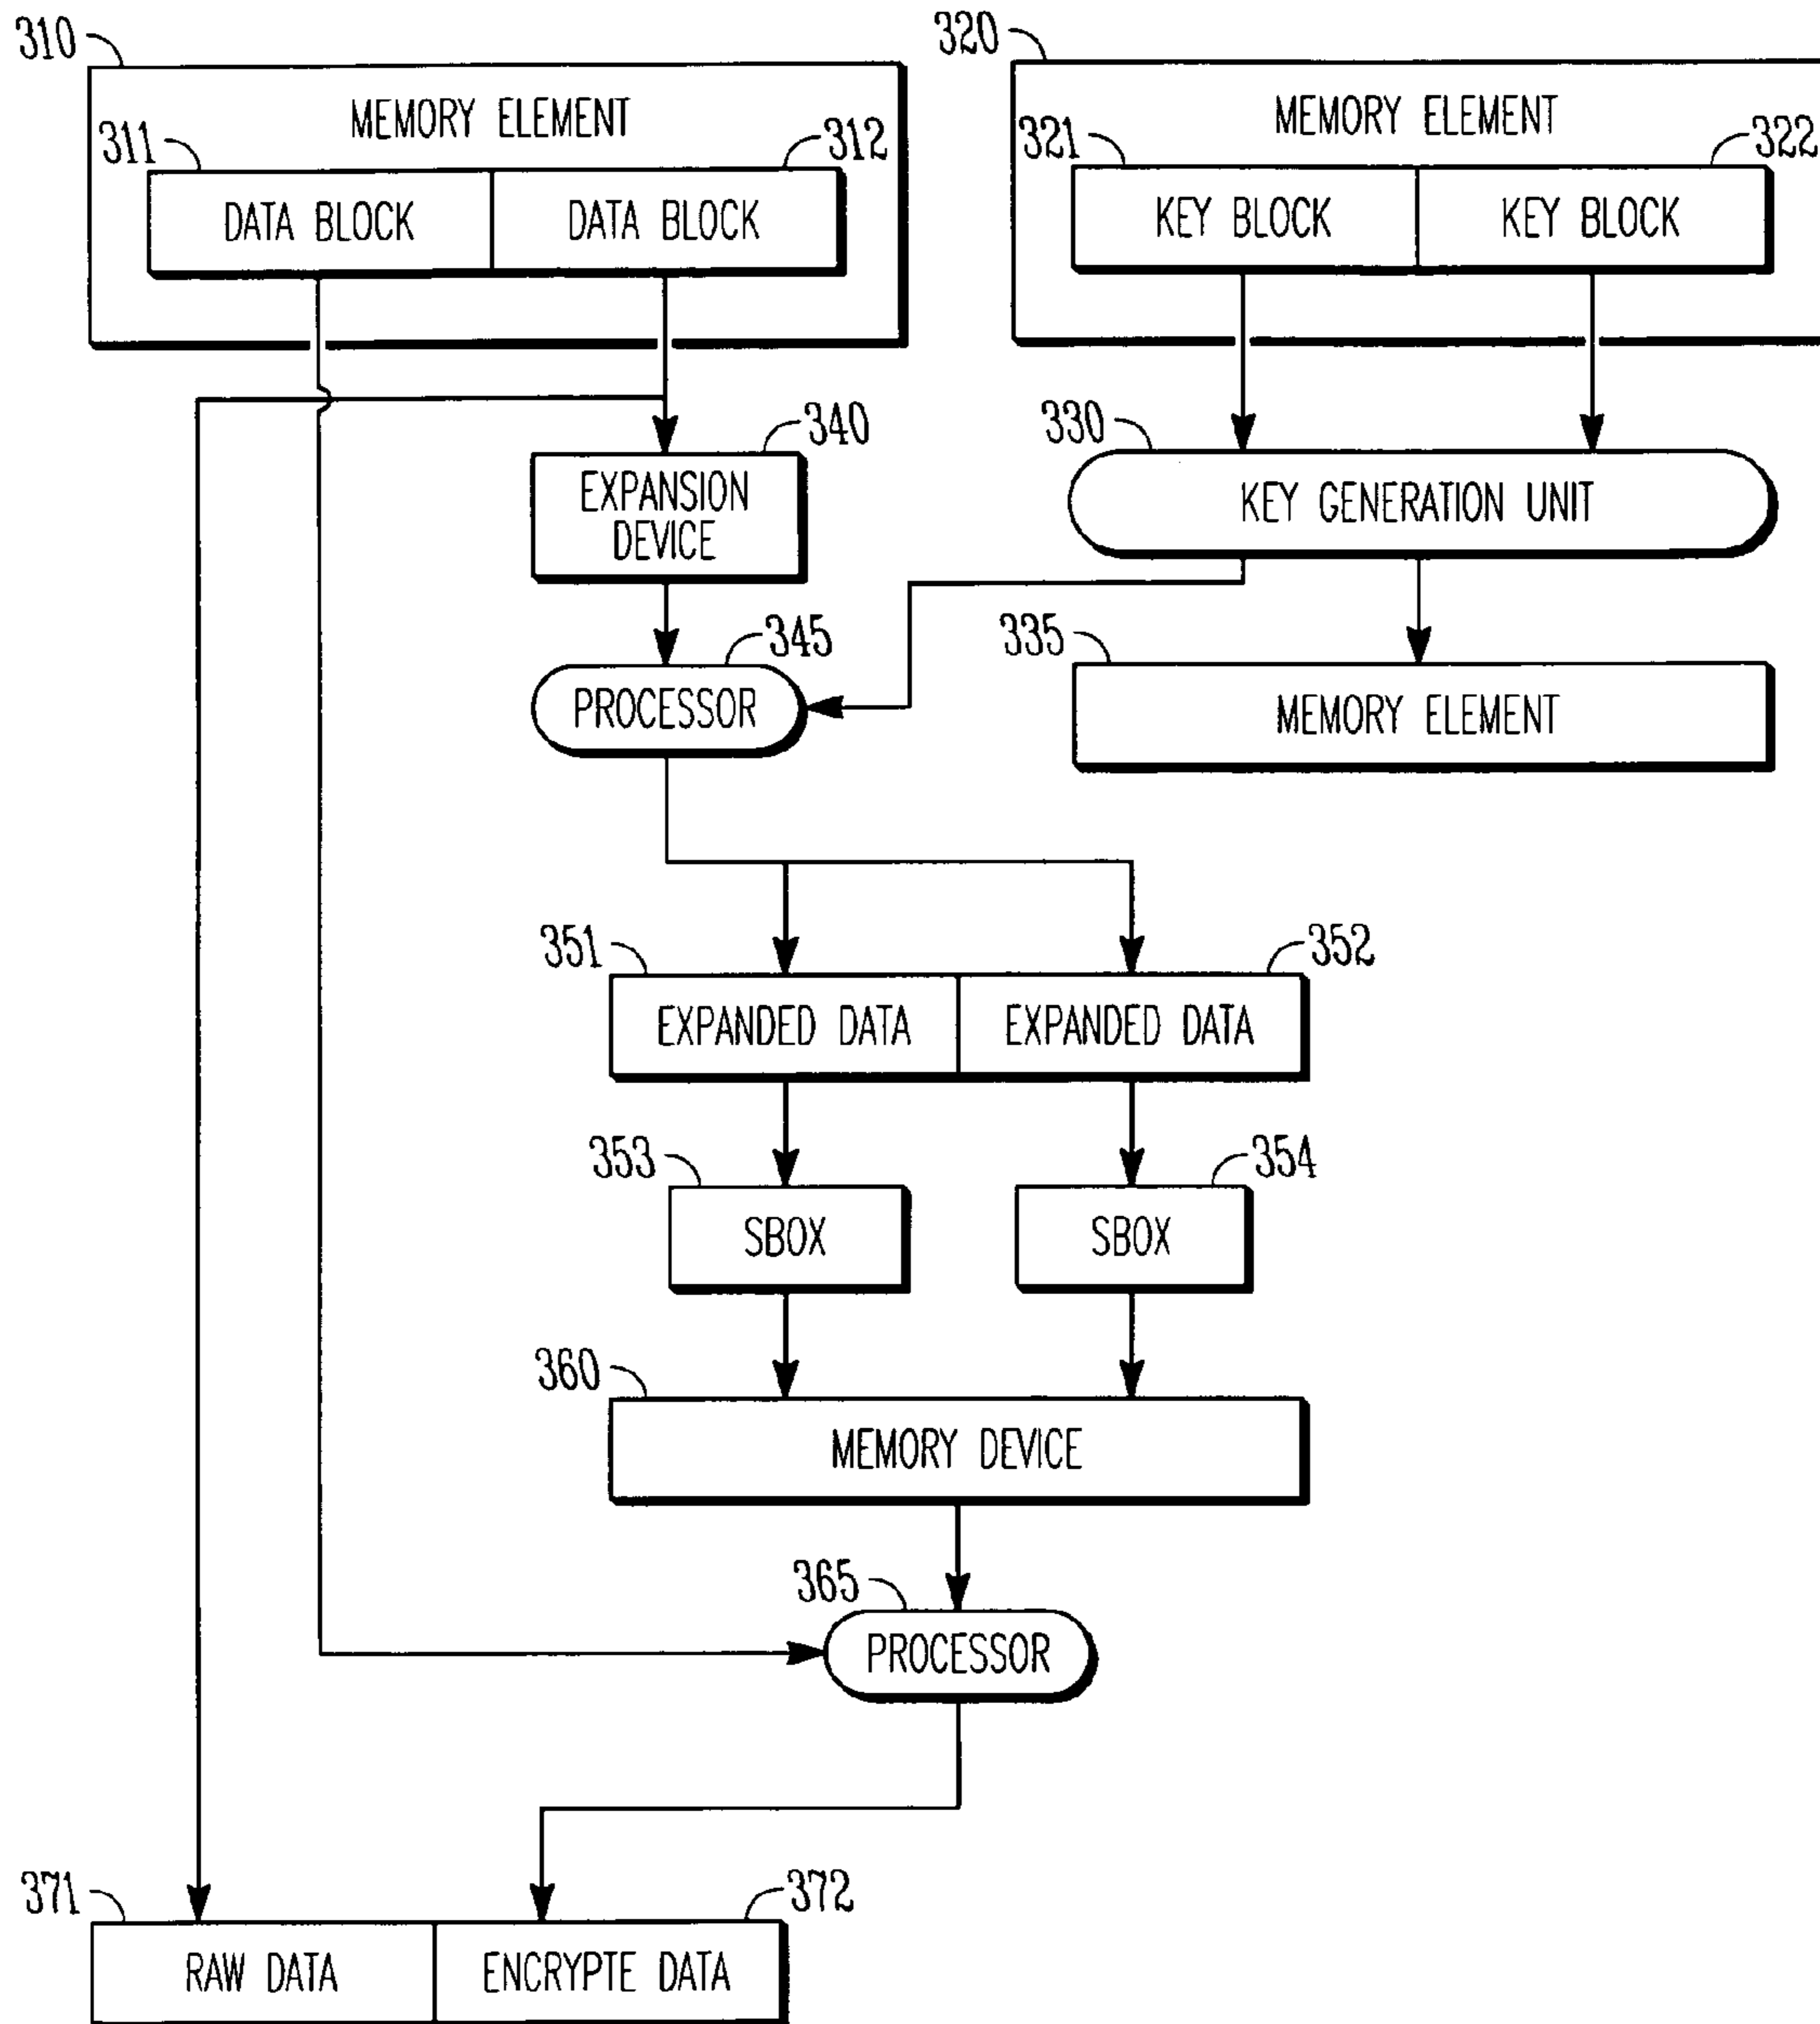 310
320
MEMORY ELEMENT
MEMORY ELEMENT
311
312
321
322
DATA BLOCK
DATA BLOCK
KEY BLOCK
KEY BLOCK
340
330
EXPANSION
DEVICE
KEY GENERATION UNIT
345
335
PROCESSOR
MEMORY ELEMENT
351
352
EXPANDED DATA
EXPANDED DATA
353
354
SBOX
SBOX
360
MEMORY DEVICE
365
PROCESSOR
371
372
RAW DATA
ENCRYPTE DATA